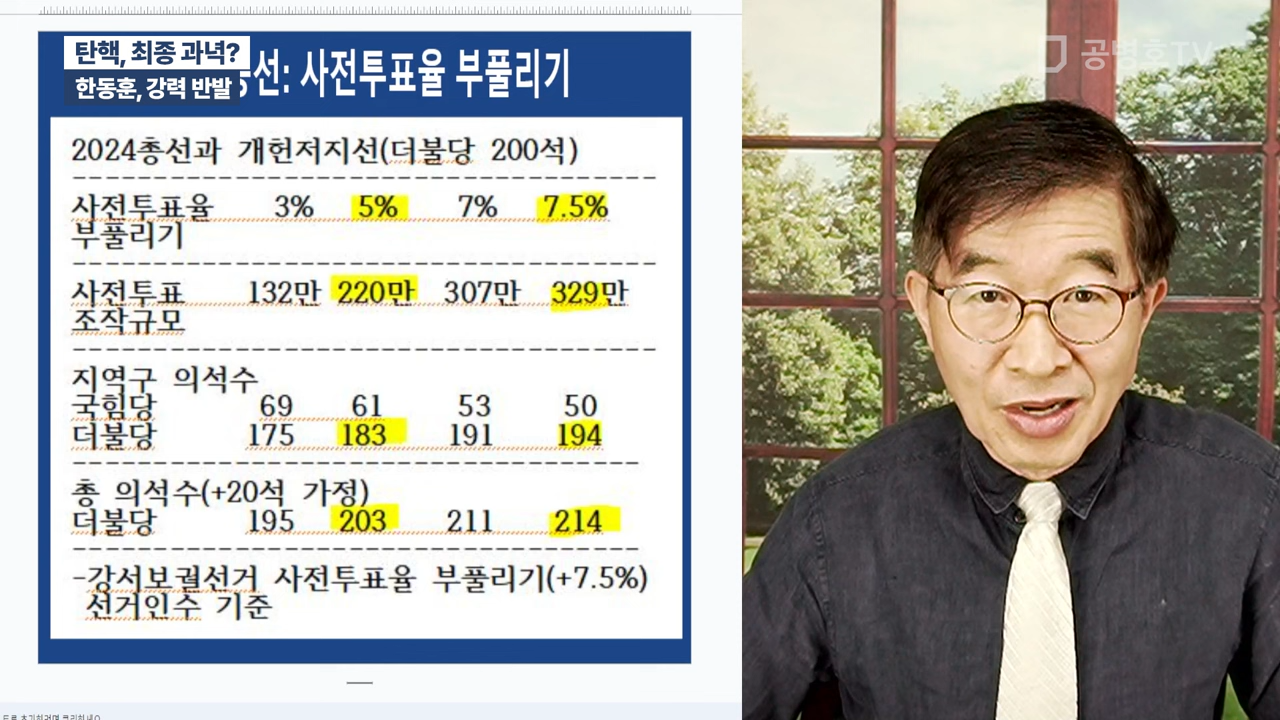 탄핵, 최종 과녁?
한동훈, 강력 반발
선: 사전투표율 부풀리기
공병호TV
2024총선과 개헌저지선(더불당 200석)
사전투표율 3% 5% 7% 7.5%
부풀리기
사전투표 132만 220만 307만 329만
조작규모
지역구 의석수
국힘당 69 61 53 50
더불당 175 183 191 194
총 의석수(+20석 가정)
더불당 195 203 211 214
-강서보궐선거 사전투표율 부풀리기(+7.5%)
선거인수 기준